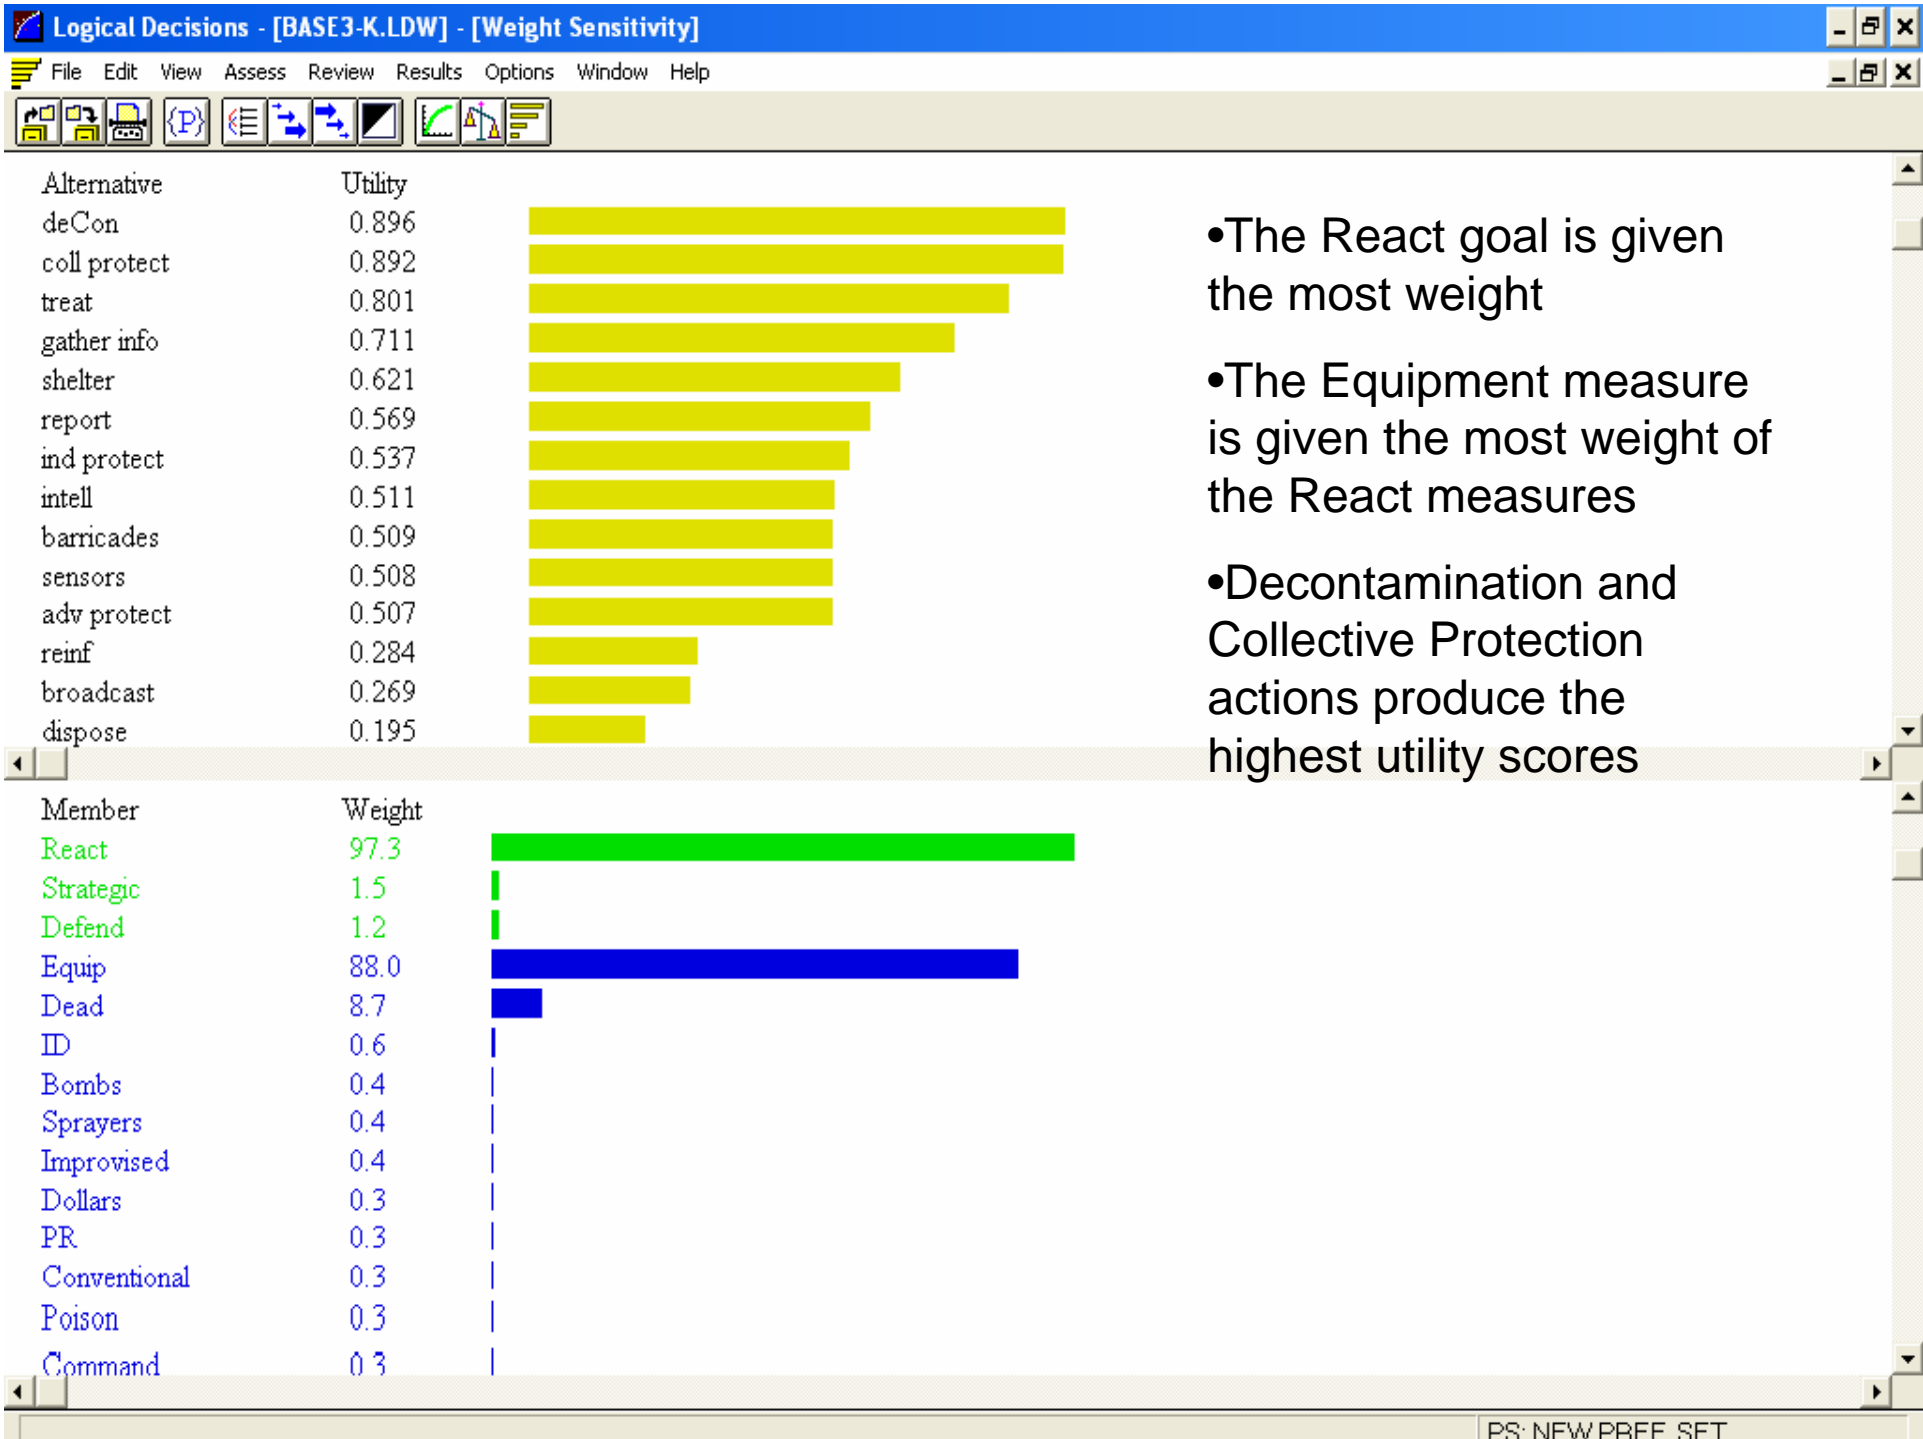 Logical Decisions - [BASE3-K.LDW] - [Weight Sensitivity]
File Edit View Assess Review Results Options Window Help
{P}
Alternative Utility
deCon 0.896
coll protect 0.892
treat 0.801
gather info 0.711
shelter 0.621
report 0.569
ind protect 0.537
intell 0.511
barricades 0.509
sensors 0.508
adv protect 0.507
reinf 0.284
broadcast 0.269
dispose 0.195
•The React goal is given
the most weight
•The Equipment measure
is given the most weight of
the React measures
•Decontamination and
Collective Protection
actions produce the
highest utility scores
Member Weight
React 97.3
Strategic 1.5
Defend 1.2
Equip 88.0
Dead 8.7
ID 0.6
Bombs 0.4
Sprayers 0.4
Improvised 0.4
Dollars 0.3
PR 0.3
Conventional 0.3
Poison 0.3
Command 0.3
PS: NEW PREF. SET